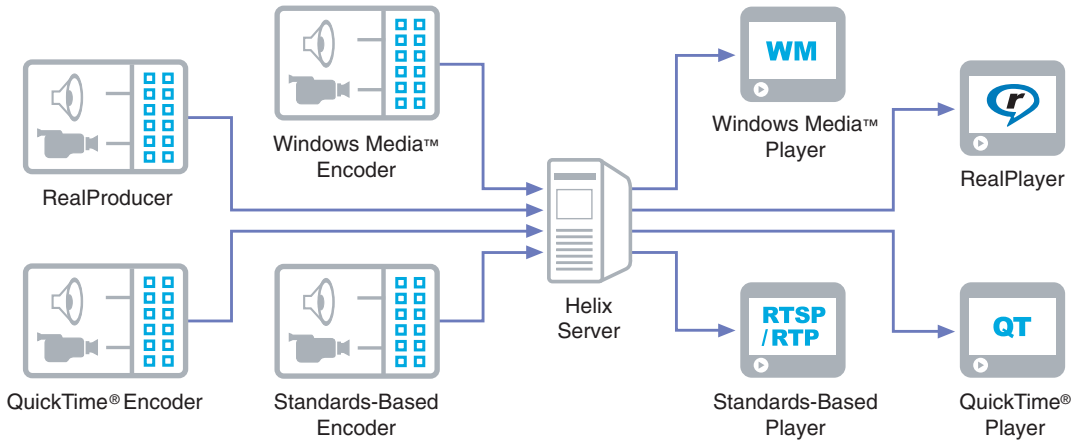 WM
r
Windows Media™
Encoder
Windows Media™
Player
RealProducer
RealPlayer
Helix
Server
RTSP
/RTP
QT
QuickTime® Encoder
Standards-Based
Encoder
Standards-Based
Player
QuickTime®
Player